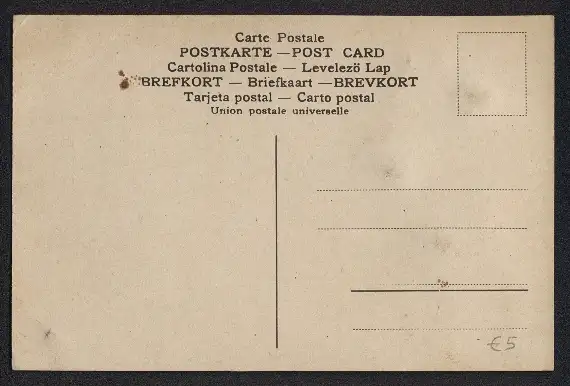 Carte Postale
POSTKARTE — POST CARD
Cartolina Postale — Levelezö Lap
BREFKORT — Briefkaart — BREVKORT
Tarjeta postal — Carto postal
Union postale universelle
€5